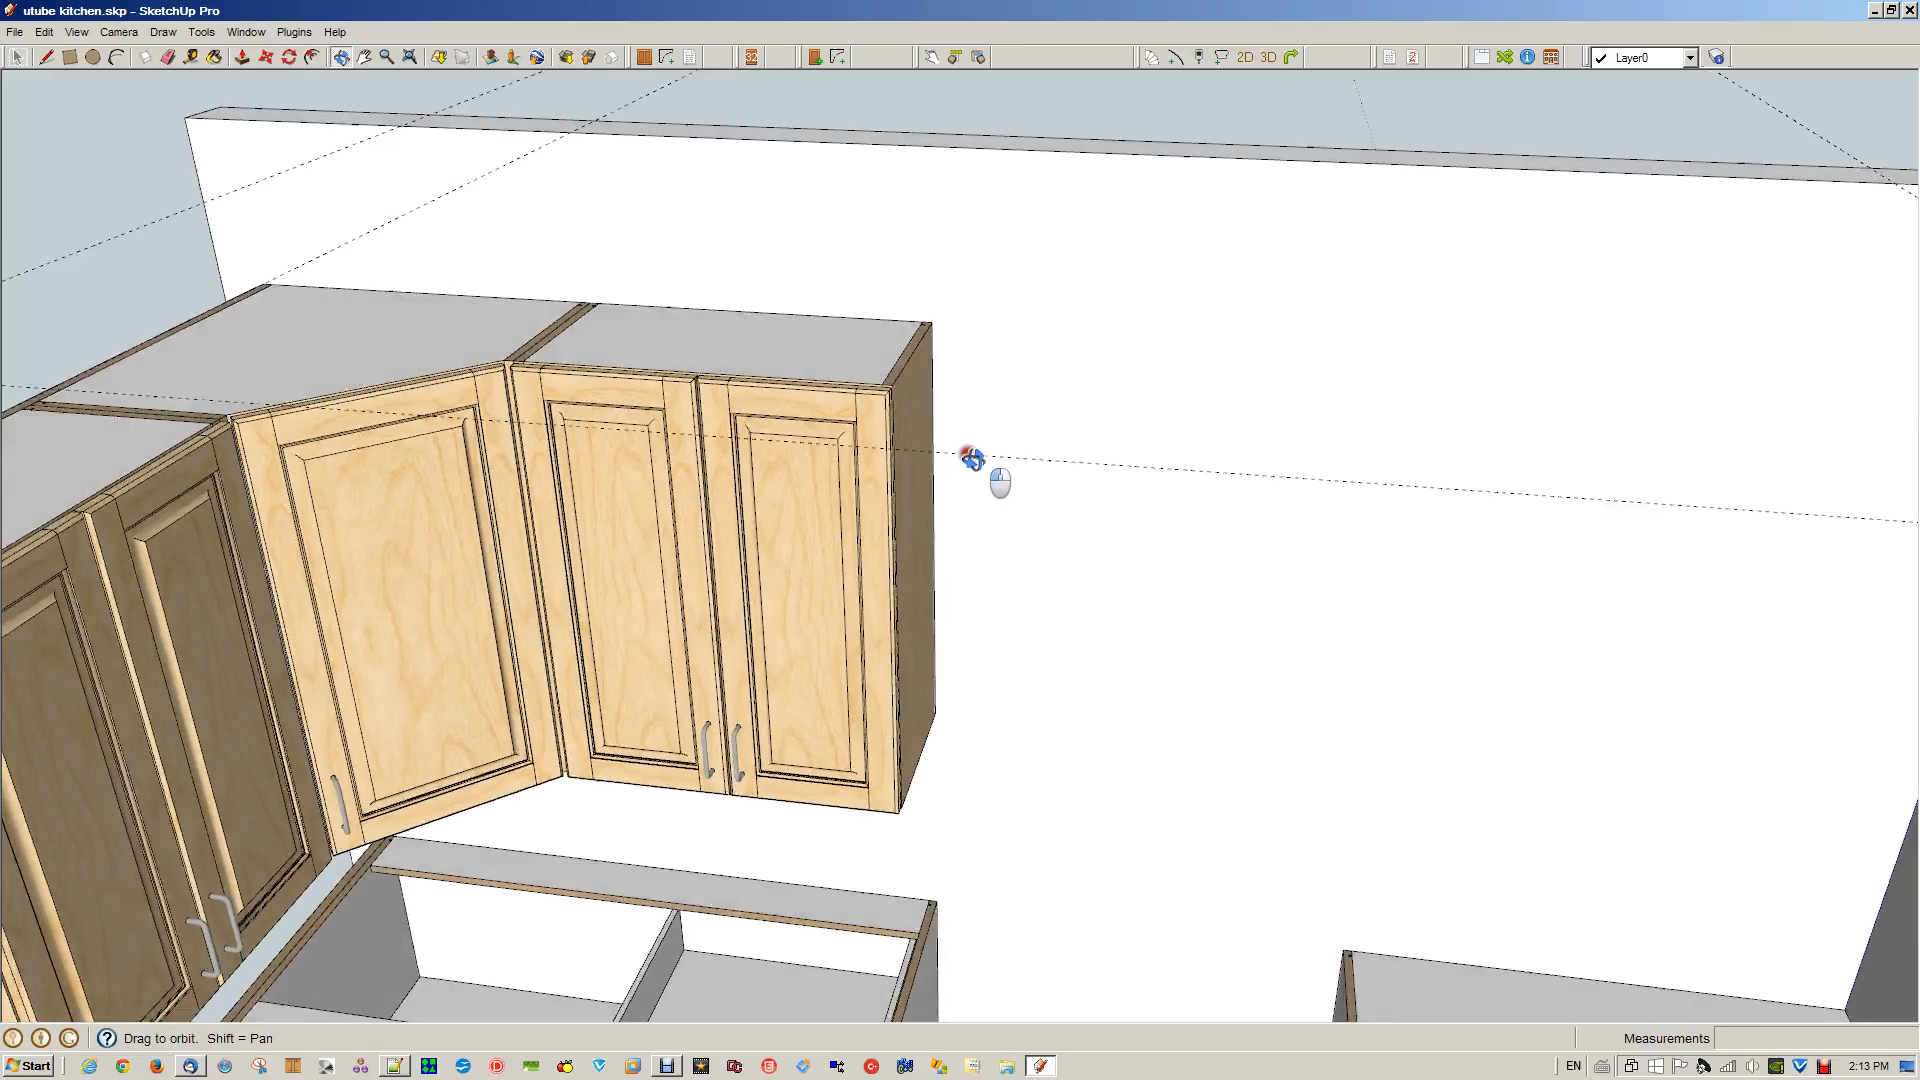 utube kitchen.skp - SketchUp Pro
File Edit View Camera Draw Tools Window Plugins Help
32 2D 3D Layer0
Drag to orbit. Shift = Pan
Measurements
Start EN 2:13 PM